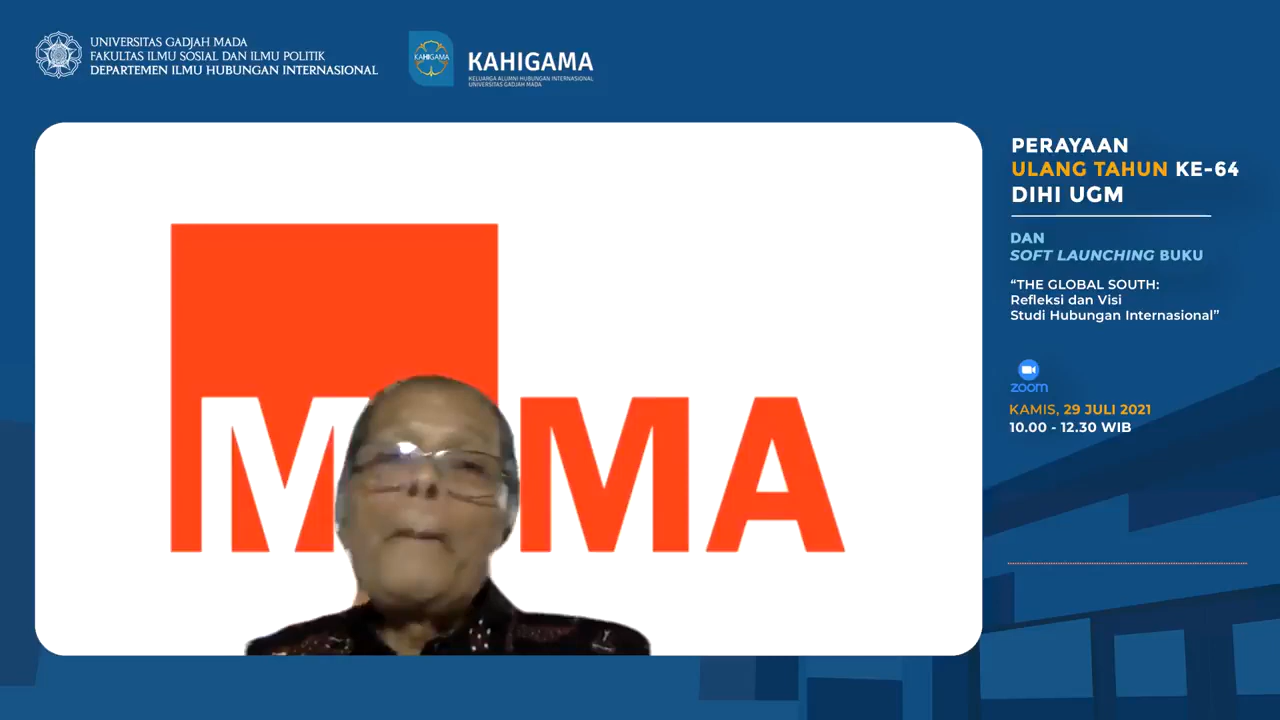 UNIVERSITAS GADJAH MADA
FAKULTAS ILMU SOSIAL DAN ILMU POLITIK
DEPARTEMEN ILMU HUBUNGAN INTERNASIONAL
KAHIGAMA
KAHIGAMA
KELUARGA ALUMNI HUBUNGAN INTERNASIONAL
UNIVERSITAS GADJAH MADA
PERAYAAN
ULANG TAHUN KE-64
DIHI UGM
DAN
SOFT LAUNCHING BUKU
“THE GLOBAL SOUTH:
Refleksi dan Visi
Studi Hubungan Internasional”
zoom
KAMIS, 29 JULI 2021
10.00 - 12.30 WIB
M MA